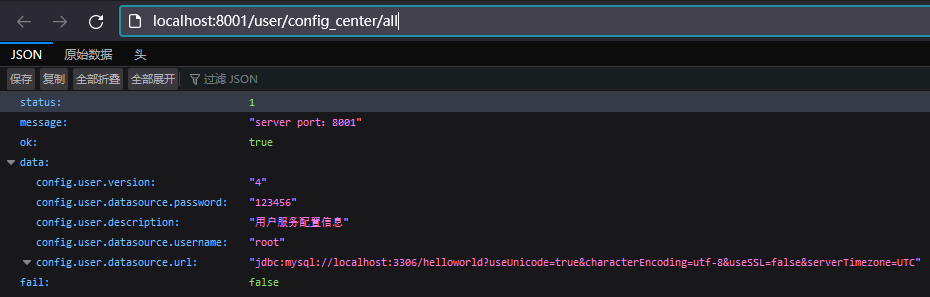 localhost:8001/user/config_center/all
JSON 原始数据 头
保存 复制 全部折叠 全部展开 过滤 JSON
status: 1
message: "server port: 8001"
ok: true
data:
config.user.version: "4"
config.user.datasource.password: "123456"
config.user.description: "用户服务配置信息"
config.user.datasource.username: "root"
config.user.datasource.url: "jdbc:mysql://localhost:3306/helloworld?useUnicode=true&characterEncoding=utf-8&useSSL=false&serverTimezone=UTC"
fail: false